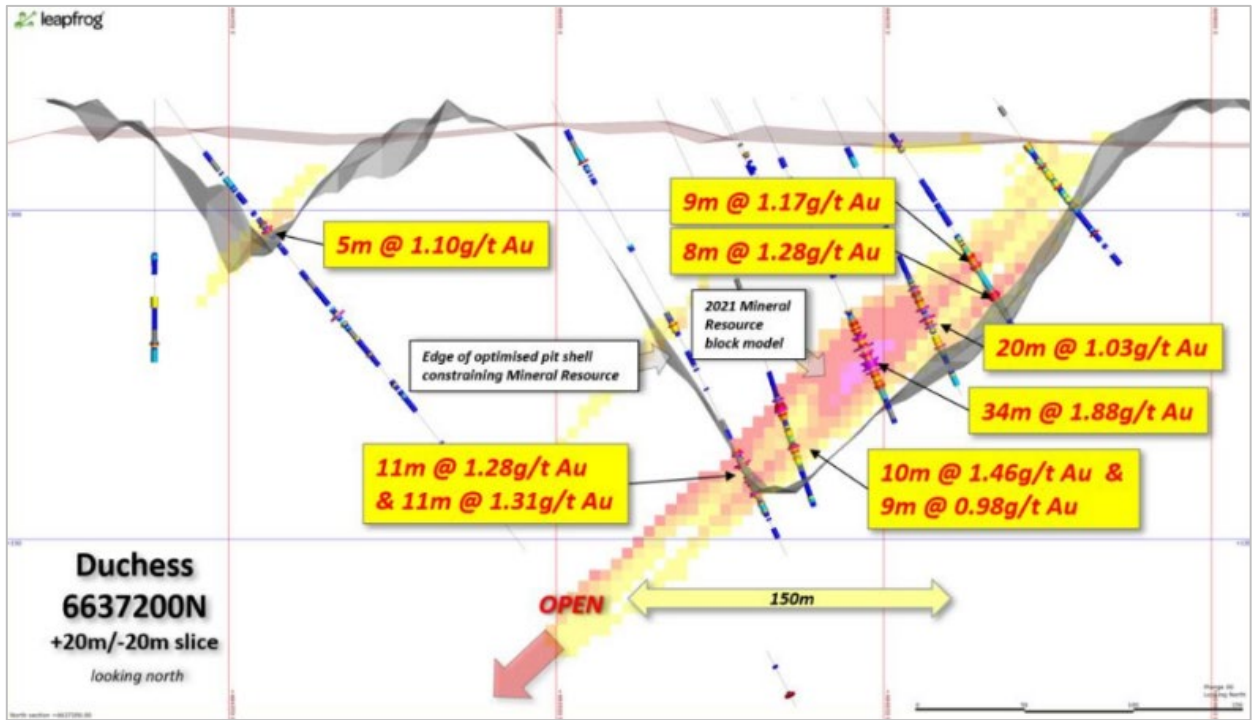 leapfrog
9m @ 1.17g/t Au
5m @ 1.10g/t Au
8m @ 1.28g/t Au
2021 Mineral
Resource
block model
Edge of optimised pit shell
constraining Mineral Resource
20m @ 1.03g/t Au
34m @ 1.88g/t Au
11m @ 1.28g/t Au
& 11m @ 1.31g/t Au
10m @ 1.46g/t Au &
9m @ 0.98g/t Au
Duchess
6637200N
+20m/-20m slice
looking north
OPEN
150m
Looking North